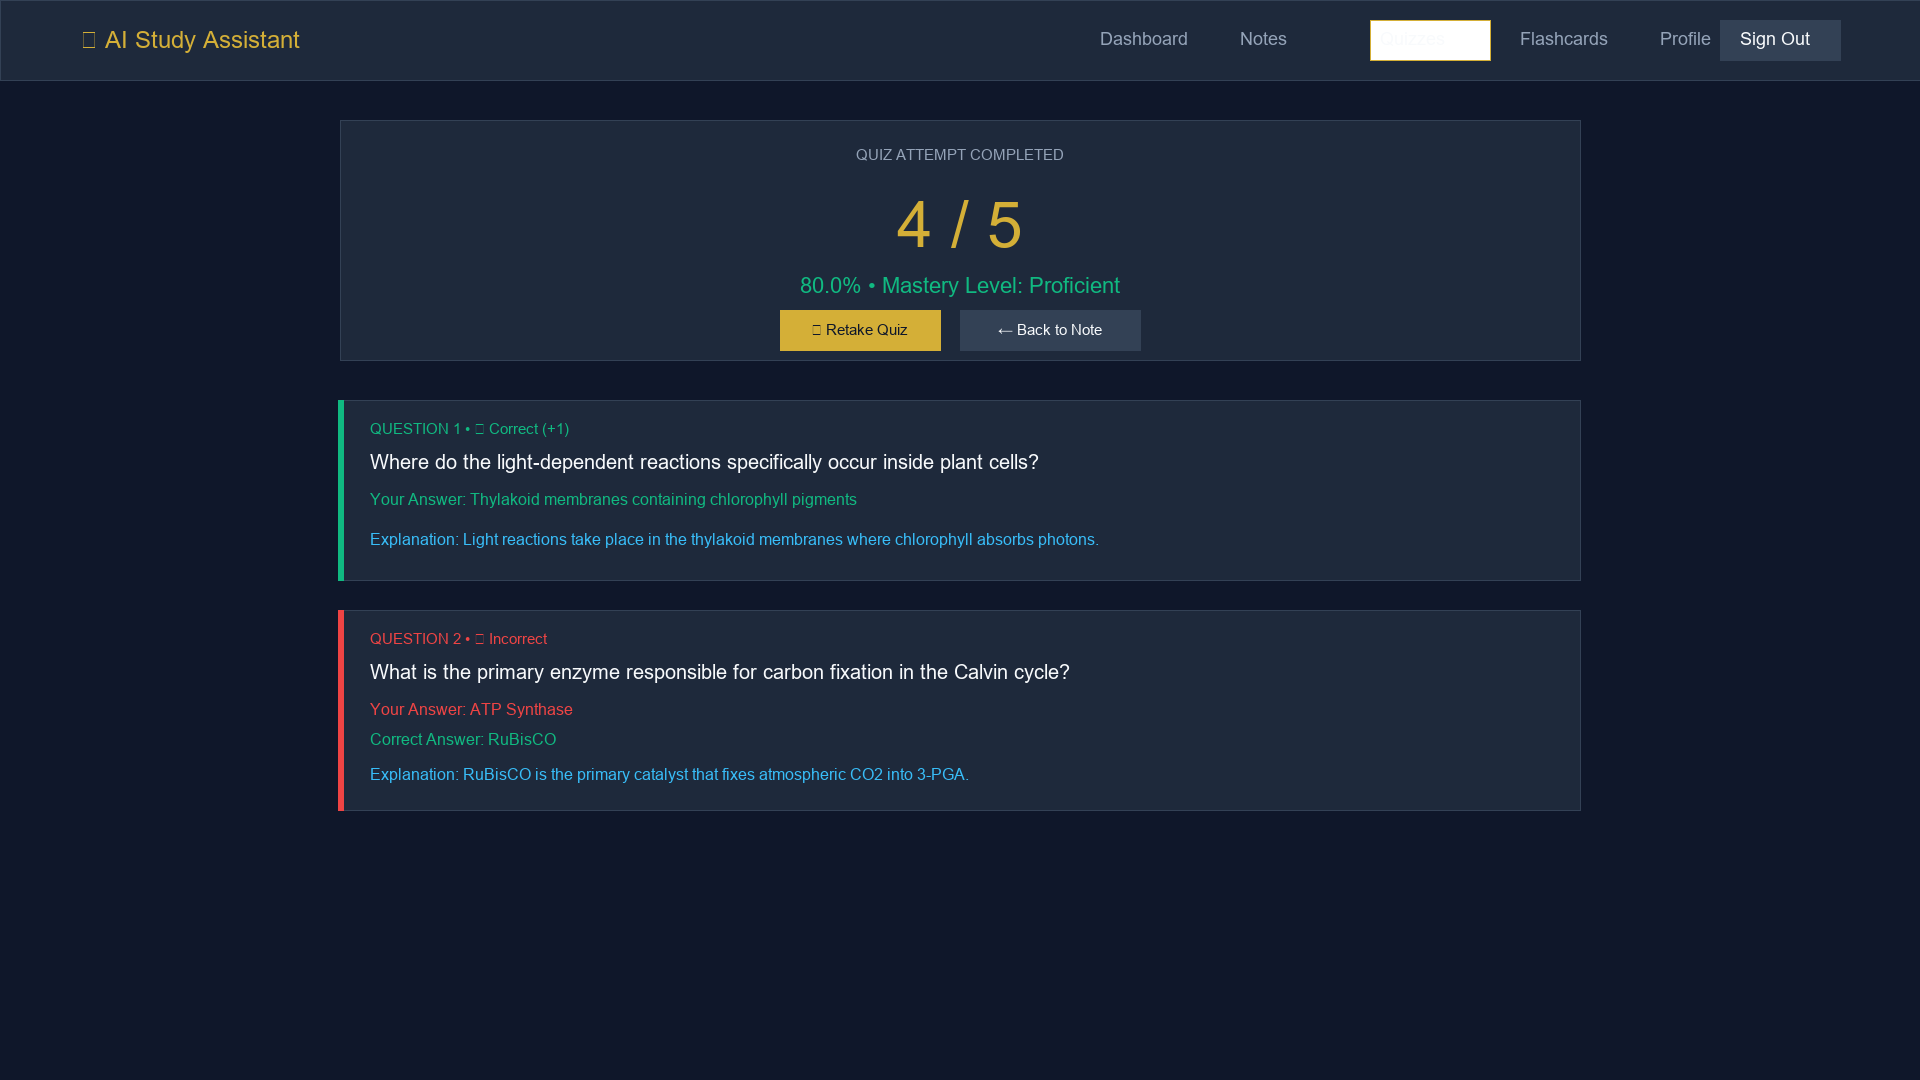 AI Study Assistant
Dashboard
Notes
Flashcards
Profile
Sign Out
QUIZ ATTEMPT COMPLETED
4 / 5
80.0% • Mastery Level: Proficient
Retake Quiz
← Back to Note
QUESTION 1 • Correct (+1)
Where do the light-dependent reactions specifically occur inside plant cells?
Your Answer: Thylakoid membranes containing chlorophyll pigments
Explanation: Light reactions take place in the thylakoid membranes where chlorophyll absorbs photons.
QUESTION 2 • Incorrect
What is the primary enzyme responsible for carbon fixation in the Calvin cycle?
Your Answer: ATP Synthase
Correct Answer: RuBisCO
Explanation: RuBisCO is the primary catalyst that fixes atmospheric CO2 into 3-PGA.